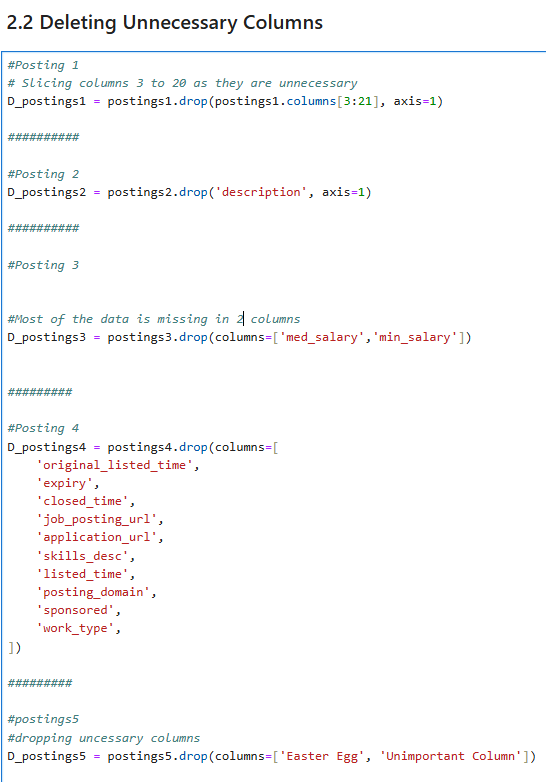 2.2 Deleting Unnecessary Columns
#Posting 1
# Slicing columns 3 to 20 as they are unnecessary
D_postings1 = postings1.drop(postings1.columns[3:21], axis=1)
##########
#Posting 2
D_postings2 = postings2.drop('description', axis=1)
##########
#Posting 3
#Most of the data is missing in 2 columns
D_postings3 = postings3.drop(columns=['med_salary','min_salary'])
#########
#Posting 4
D_postings4 = postings4.drop(columns=[
    'original_listed_time',
    'expiry',
    'closed_time',
    'job_posting_url',
    'application_url',
    'skills_desc',
    'listed_time',
    'posting_domain',
    'sponsored',
    'work_type',
])
#########
#postings5
#dropping uncessary columns
D_postings5 = postings5.drop(columns=['Easter Egg', 'Unimportant Column'])